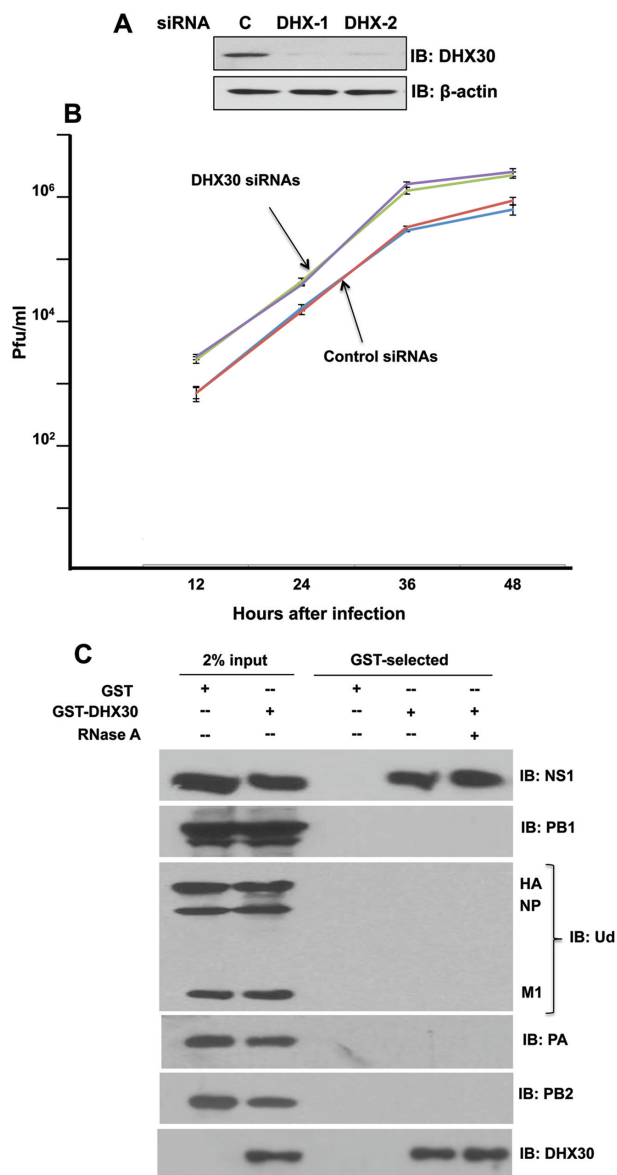 A siRNA C DHX-1 DHX-2
IB: DHX30
IB: β-actin
B
10⁶
10⁴
10²
Pfu/ml
DHX30 siRNAs
Control siRNAs
12 24 36 48
Hours after infection
C
2% input GST-selected
GST + -- + -- --
GST-DHX30 -- + -- + +
RNase A -- -- -- -- +
IB: NS1
IB: PB1
HA
NP
IB: Ud
M1
IB: PA
IB: PB2
IB: DHX30